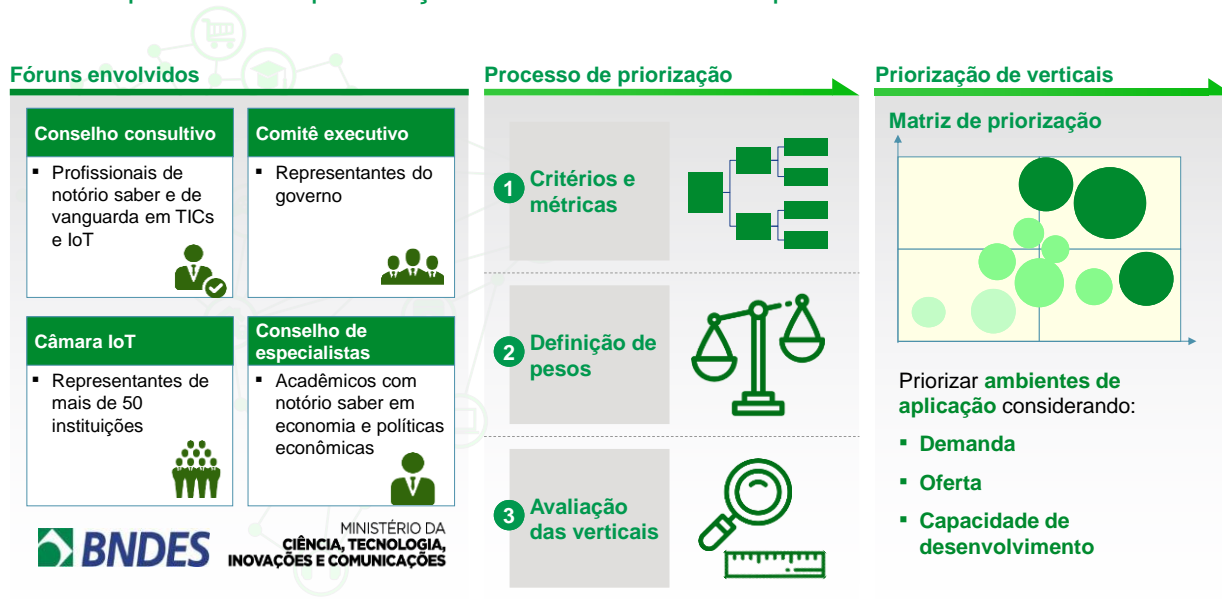 Fóruns envolvidos
Conselho consultivo
▪ Profissionais de
notório saber e de
vanguarda em TICs
e IoT
Comitê executivo
▪ Representantes do
governo
Câmara IoT
▪ Representantes de
mais de 50
instituições
Conselho de
especialistas
▪ Acadêmicos com
notório saber em
economia e políticas
econômicas
BNDES
MINISTÉRIO DA
CIÊNCIA, TECNOLOGIA,
INOVAÇÕES E COMUNICAÇÕES
Processo de priorização
1 Critérios e
métricas
2 Definição de
pesos
3 Avaliação
das verticais
Priorização de verticais
Matriz de priorização
Priorizar ambientes de
aplicação considerando:
▪ Demanda
▪ Oferta
▪ Capacidade de
desenvolvimento